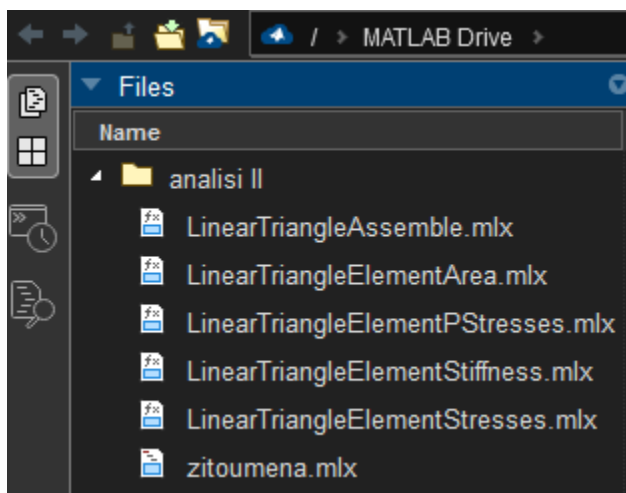 / > MATLAB Drive >
Files
Name
analisi II
LinearTriangleAssemble.mlx
LinearTriangleElementArea.mlx
LinearTriangleElementPStresses.mlx
LinearTriangleElementStiffness.mlx
LinearTriangleElementStresses.mlx
zitoumena.mlx